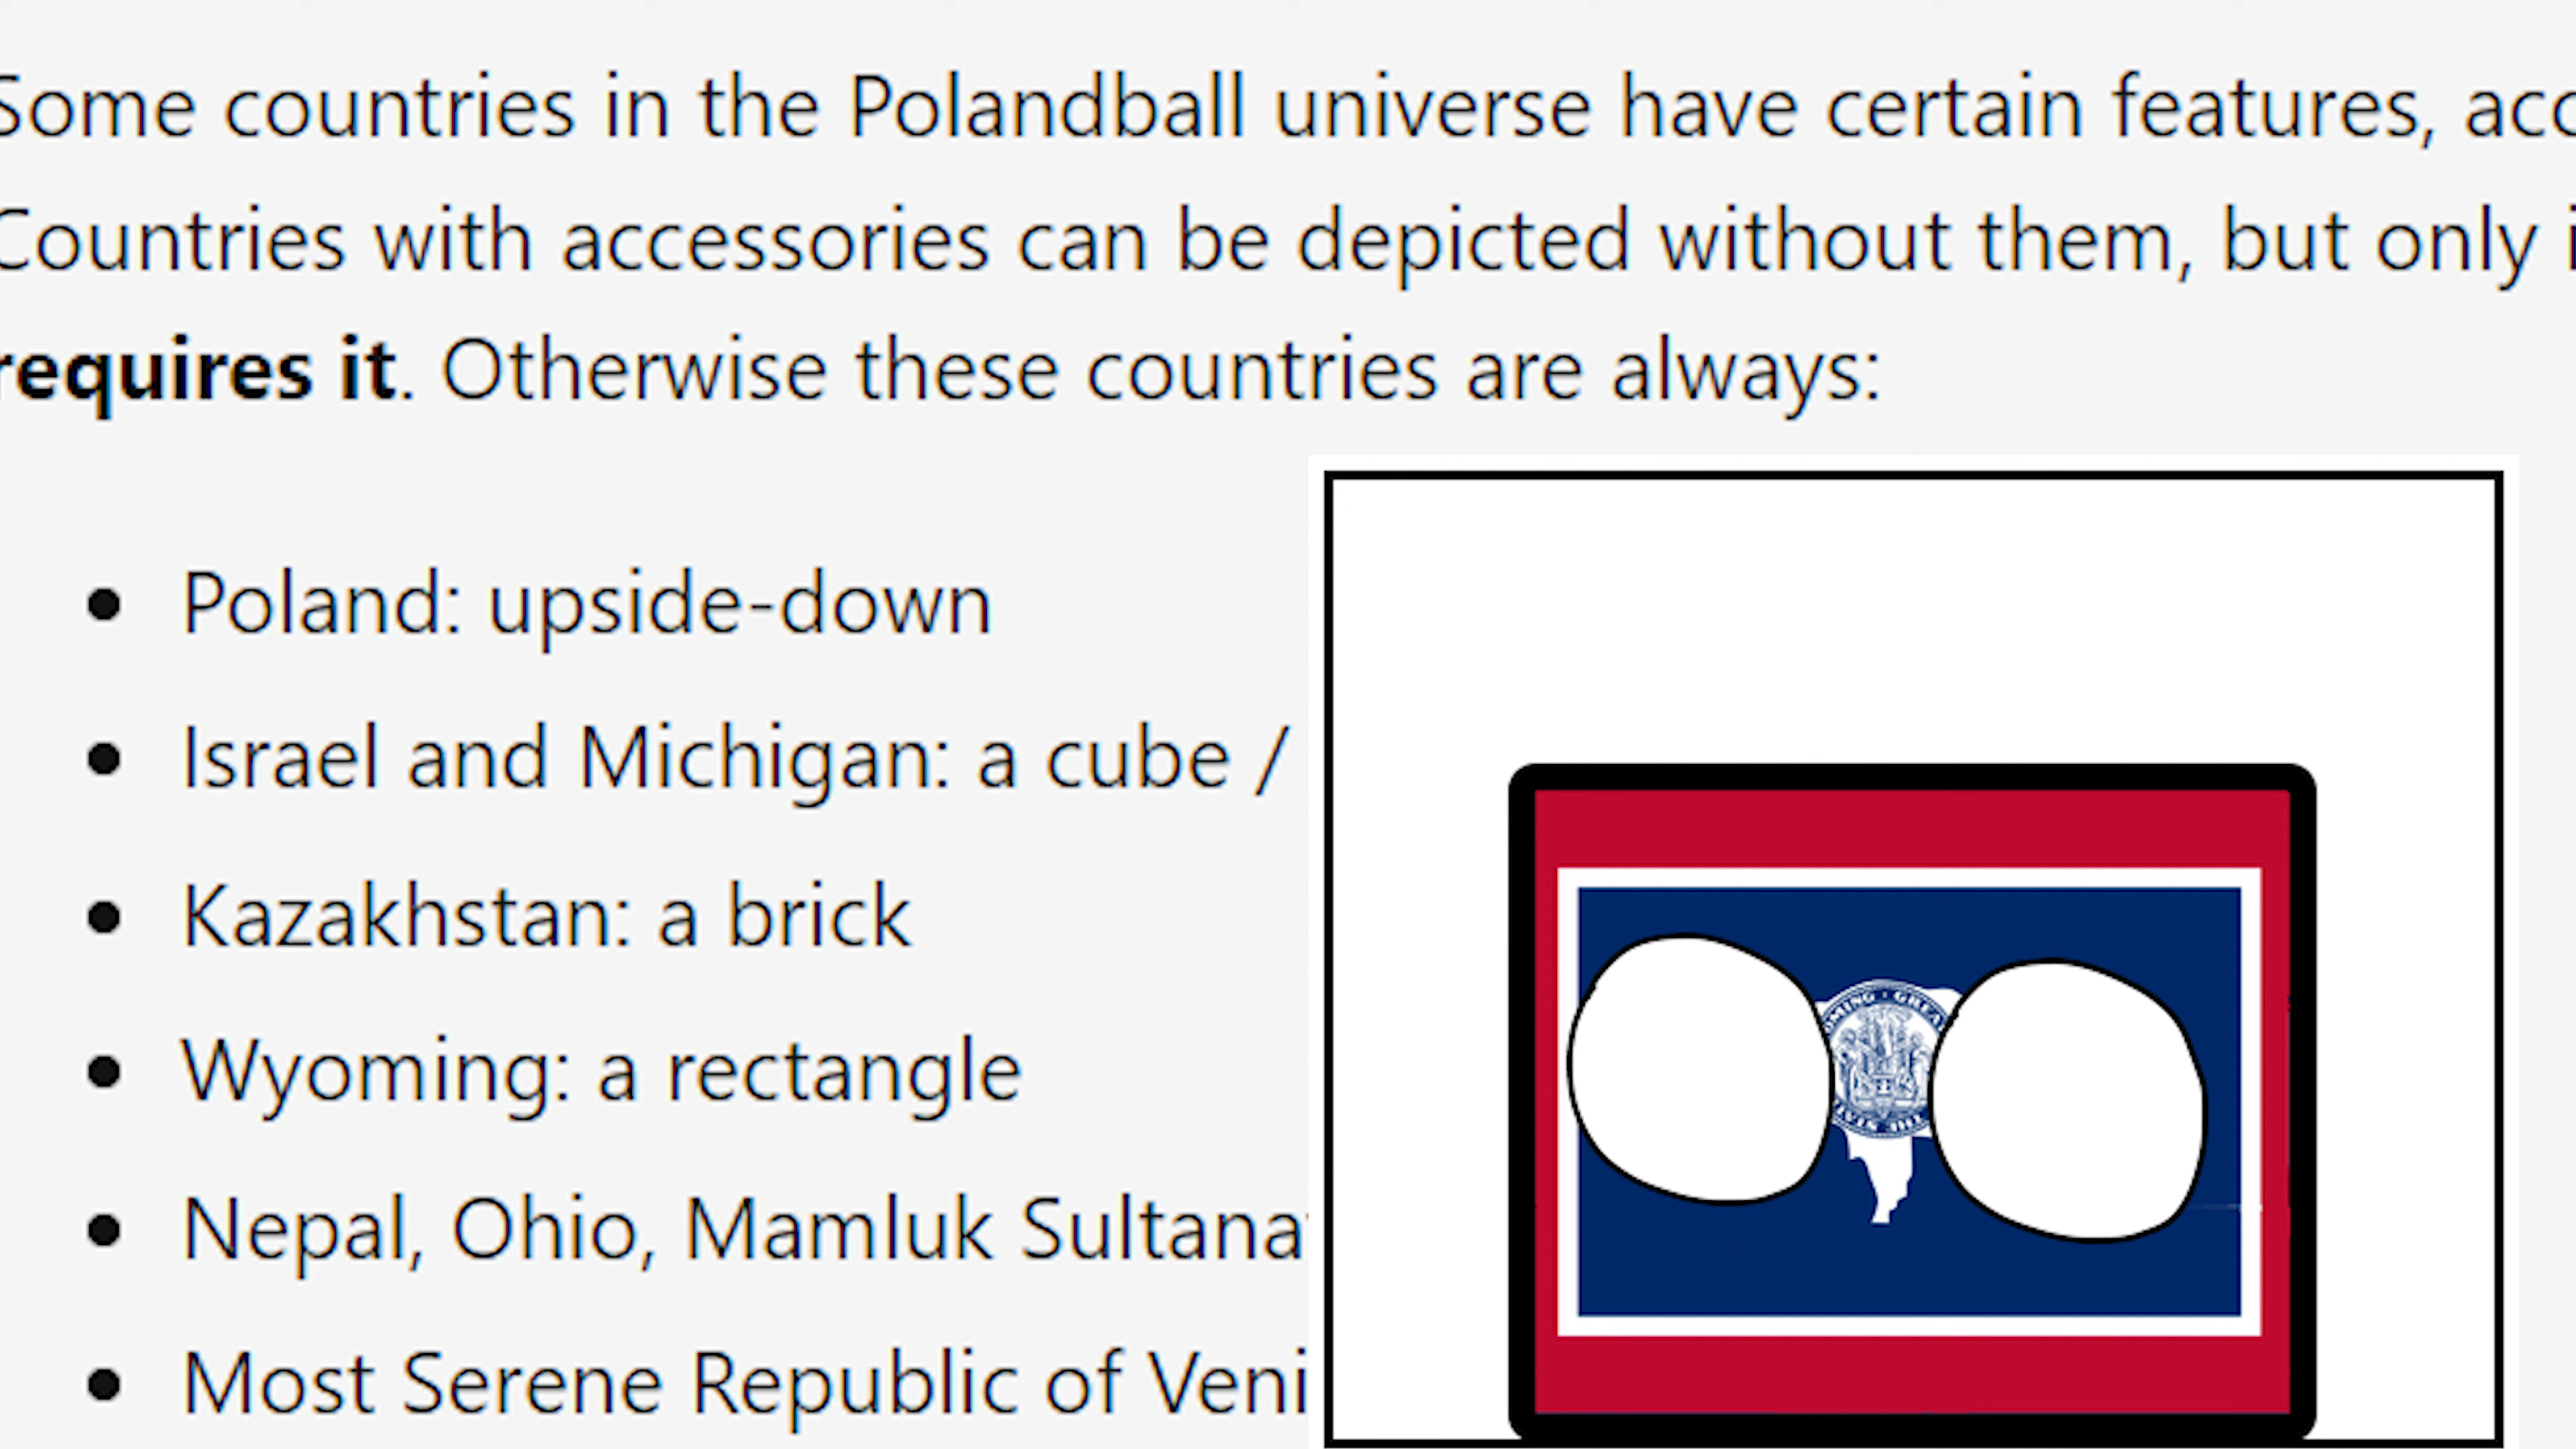 Some countries in the Polandball universe have certain features, acc
Countries with accessories can be depicted without them, but only i
requires it. Otherwise these countries are always:
• Poland: upside-down
• Israel and Michigan: a cube /
• Kazakhstan: a brick
• Wyoming: a rectangle
• Nepal, Ohio, Mamluk Sultana
• Most Serene Republic of Veni